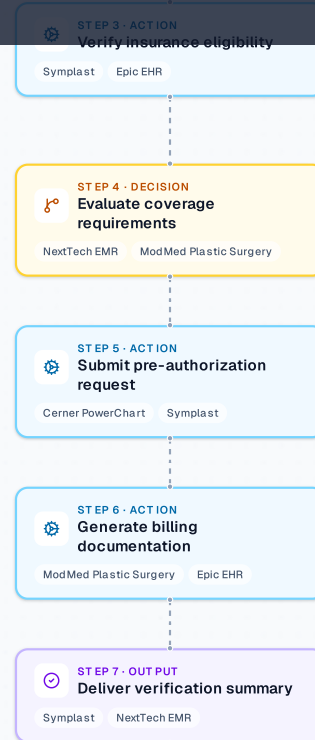 STEP 3 · ACTION
Verify insurance eligibility
Symplast Epic EHR
STEP 4 · DECISION
Evaluate coverage
requirements
NextTech EMR ModMed Plastic Surgery
STEP 5 · ACTION
Submit pre-authorization
request
Cerner PowerChart Symplast
STEP 6 · ACTION
Generate billing
documentation
ModMed Plastic Surgery Epic EHR
STEP 7 · OUTPUT
Deliver verification summary
Symplast NextTech EMR